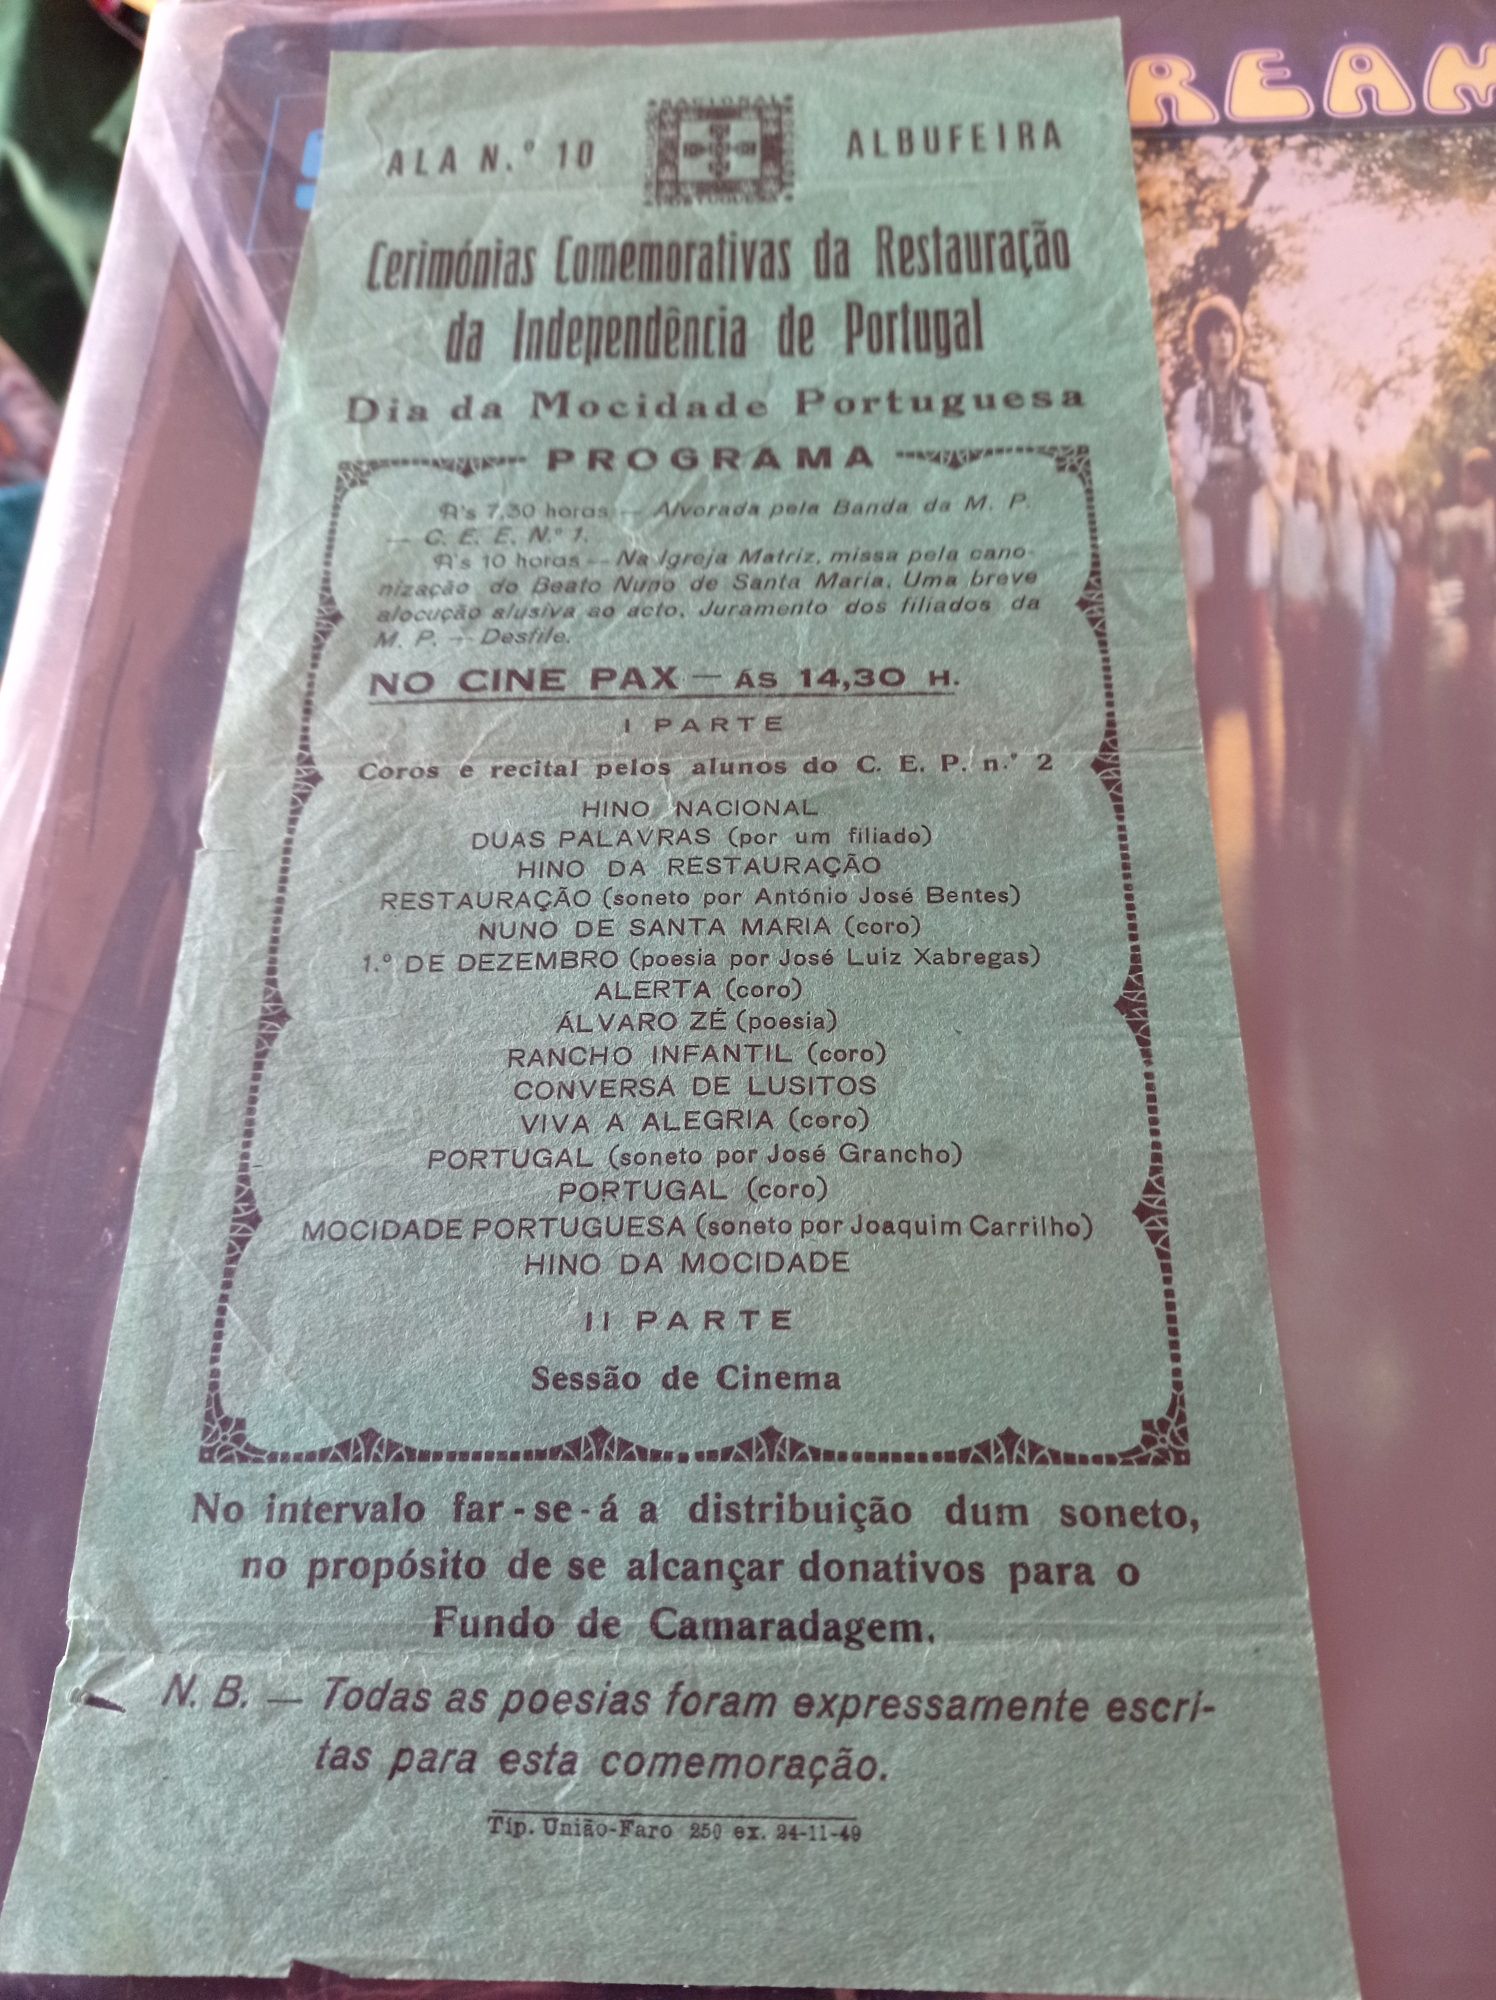 REAM
ALA N.º 10
NACIONAL
PORTUGUESA
ALBUFEIRA
Cerimónias Comemorativas da Restauração
da Independência de Portugal
Dia da Mocidade Portuguesa
PROGRAMA
A's 7,30 horas — Alvorada pela Banda da M. P.
— C. E. E. N.º 1.
A's 10 horas — Na Igreja Matriz, missa pela cano-
nização do Beato Nuno de Santa Maria. Uma breve
alocução alusiva ao acto. Juramento dos filiados da
M. P. — Desfile.
NO CINE PAX — ÁS 14,30 H.
I PARTE
Coros e recital pelos alunos do C. E. P. n.º 2
HINO NACIONAL
DUAS PALAVRAS (por um filiado)
HINO DA RESTAURAÇÃO
RESTAURAÇÃO (soneto por António José Bentes)
NUNO DE SANTA MARIA (coro)
1.º DE DEZEMBRO (poesia por José Luiz Xabregas)
ALERTA (coro)
ÁLVARO ZÉ (poesia)
RANCHO INFANTIL (coro)
CONVERSA DE LUSITOS
VIVA A ALEGRIA (coro)
PORTUGAL (soneto por José Grancho)
PORTUGAL (coro)
MOCIDADE PORTUGUESA (soneto por Joaquim Carrilho)
HINO DA MOCIDADE
II PARTE
Sessão de Cinema
No intervalo far-se-á a distribuição dum soneto,
no propósito de se alcançar donativos para o
Fundo de Camaradagem.
N. B. — Todas as poesias foram expressamente escri-
tas para esta comemoração.
Tip. União-Faro 250 ex. 24-11-49